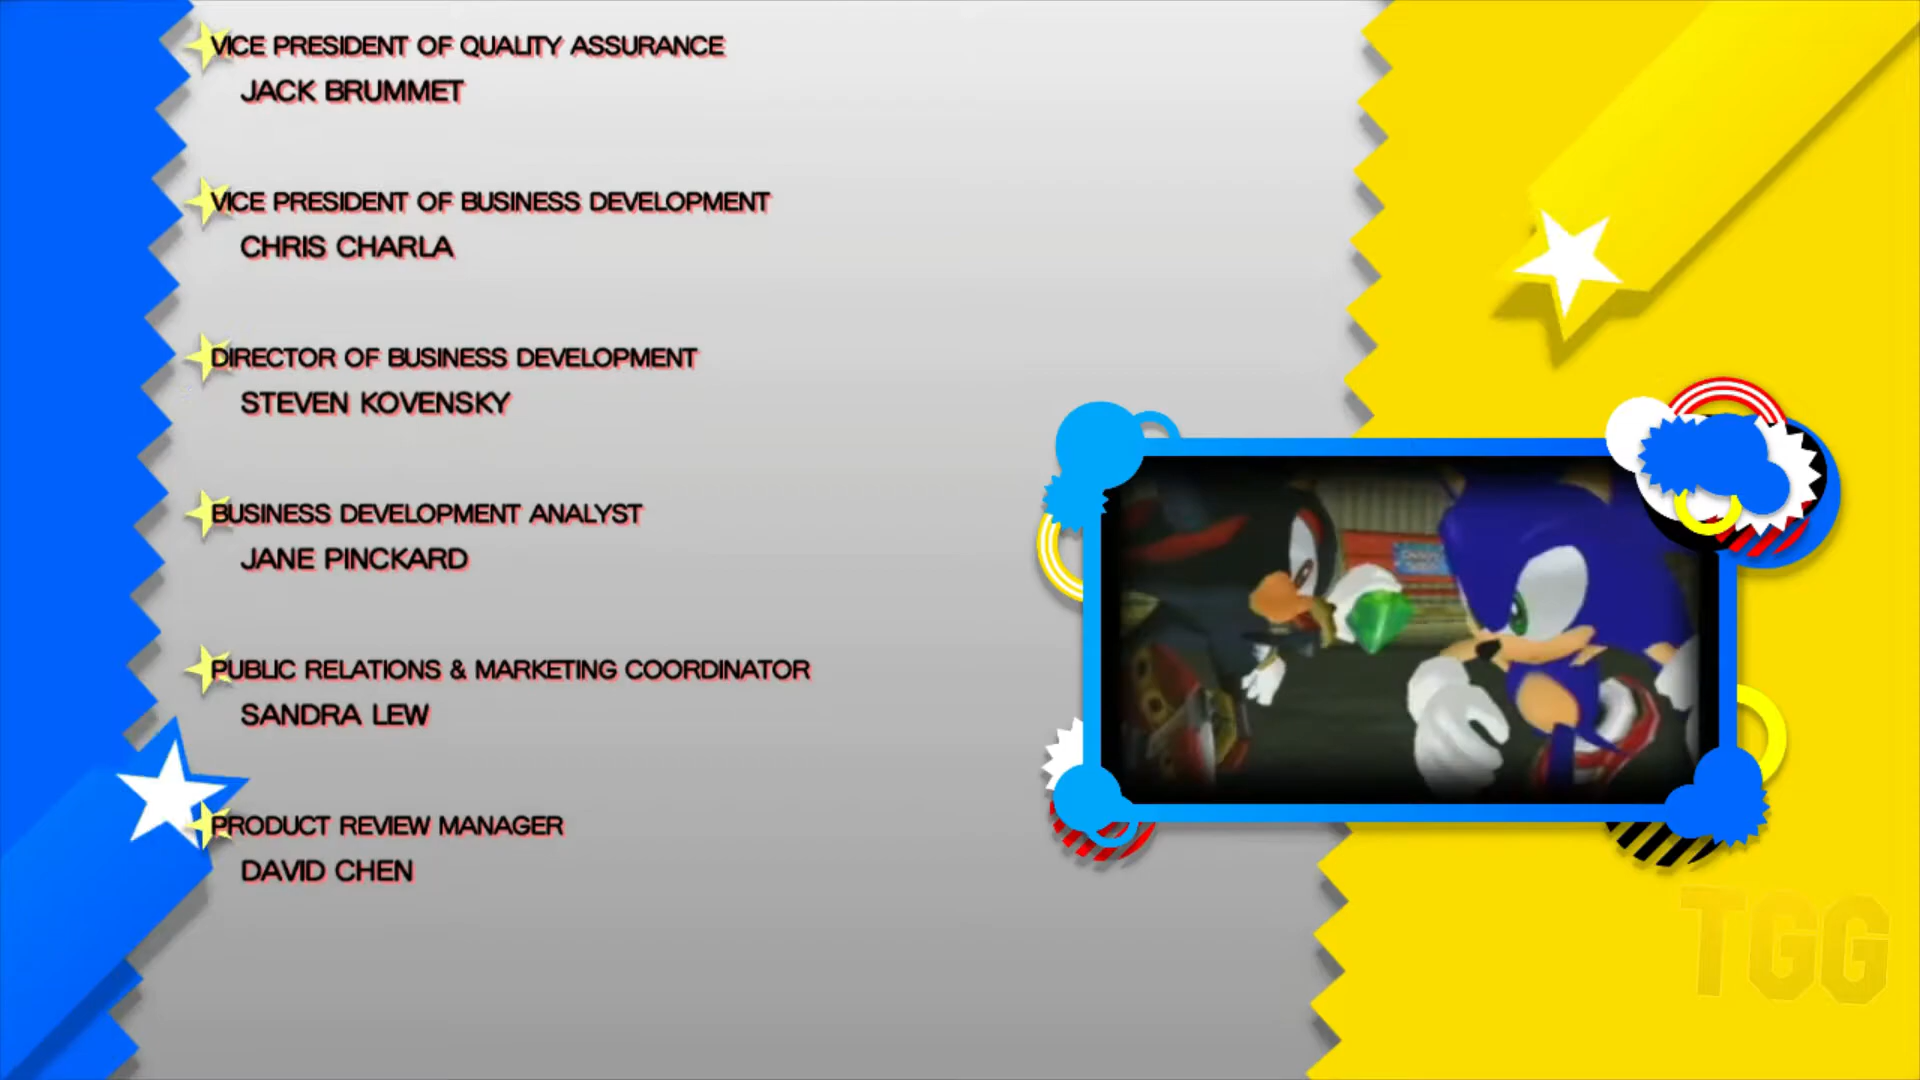 VICE PRESIDENT OF QUALITY ASSURANCE
JACK BRUMMET
VICE PRESIDENT OF BUSINESS DEVELOPMENT
CHRIS CHARLA
DIRECTOR OF BUSINESS DEVELOPMENT
STEVEN KOVENSKY
BUSINESS DEVELOPMENT ANALYST
JANE PINCKARD
PUBLIC RELATIONS & MARKETING COORDINATOR
SANDRA LEW
PRODUCT REVIEW MANAGER
DAVID CHEN
TGG